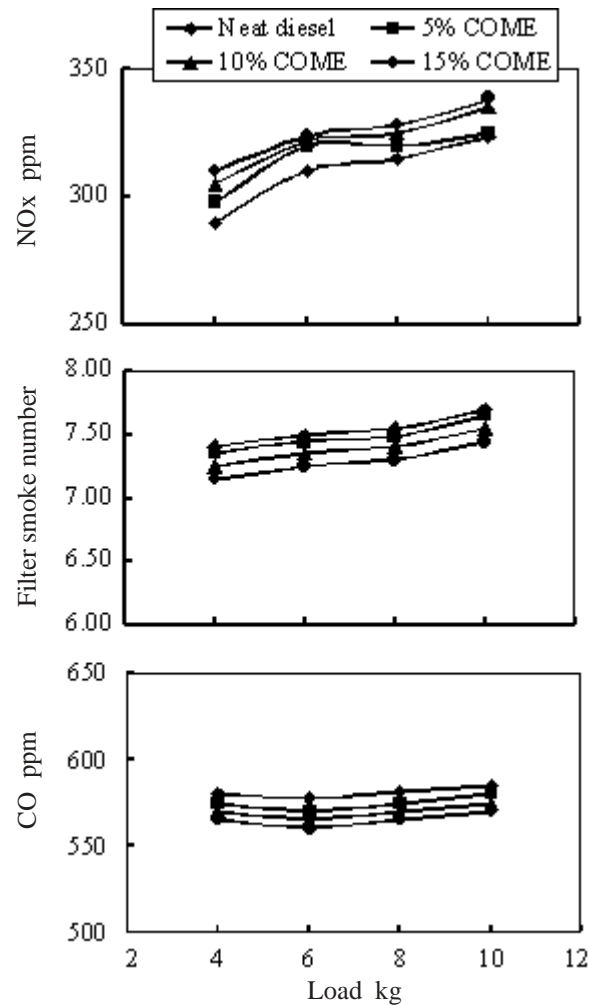 Neat diesel 5% COME
10% COME 15% COME
350
300
250
NOx ppm
8.00
7.50
7.00
6.50
6.00
Filter smoke number
650
600
550
500
CO ppm
2 4 6 8 10 12
Load kg